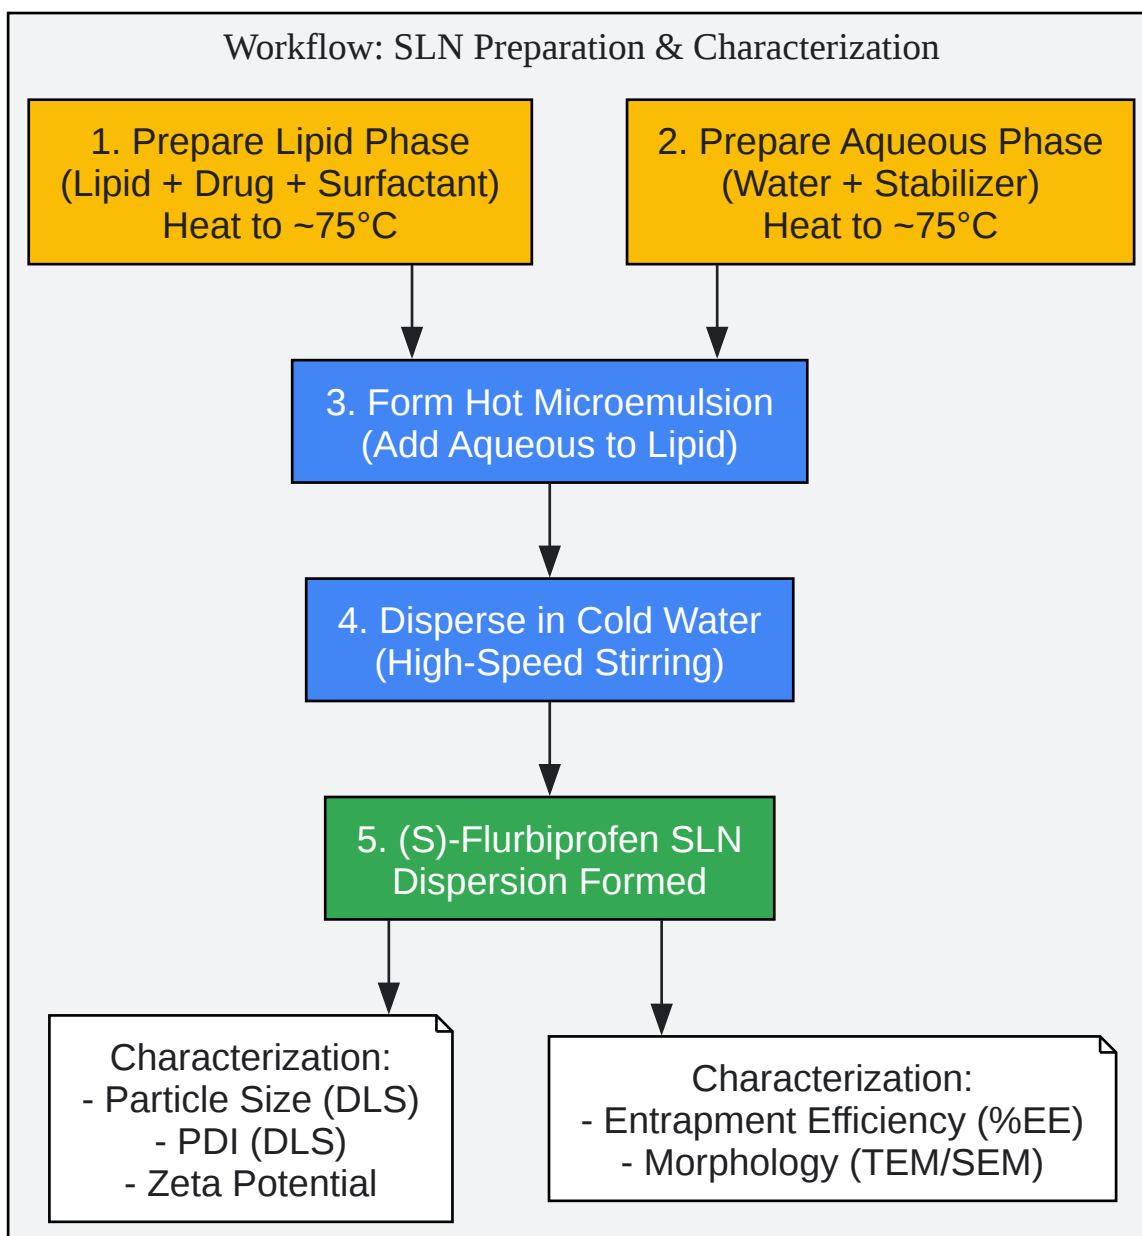 Workflow: SLN Preparation & Characterization
1. Prepare Lipid Phase
(Lipid + Drug + Surfactant)
Heat to ~75°C
2. Prepare Aqueous Phase
(Water + Stabilizer)
Heat to ~75°C
3. Form Hot Microemulsion
(Add Aqueous to Lipid)
4. Disperse in Cold Water
(High-Speed Stirring)
5. (S)-Flurbiprofen SLN
Dispersion Formed
Characterization:
- Particle Size (DLS)
- PDI (DLS)
- Zeta Potential
Characterization:
- Entrapment Efficiency (%EE)
- Morphology (TEM/SEM)